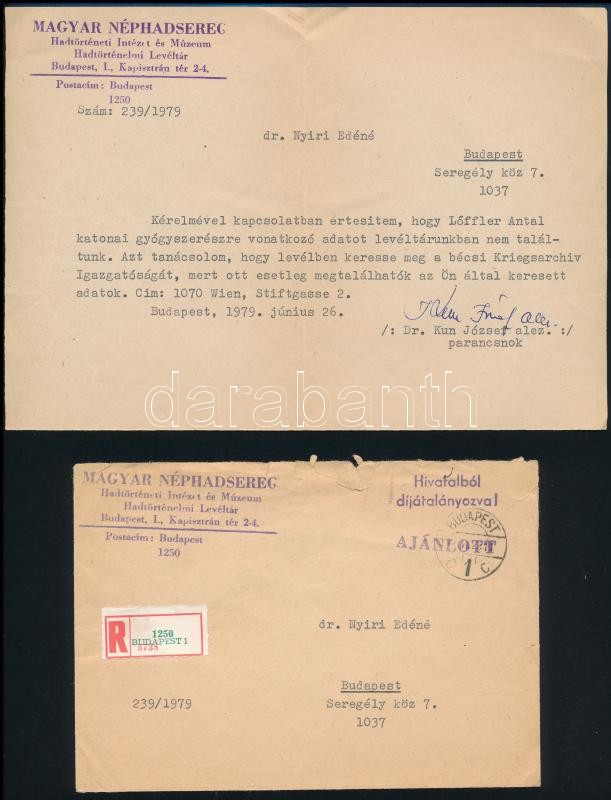 MAGYAR NÉPHADSEREG
Hadtörténeti Intézet és Múzeum
Hadtörténelmi Levéltár
Budapest, I., Kapisztrán tér 2-4.
Postacím: Budapest
1250
Szám: 239/1979
dr. Nyiri Edéné
Budapest
Seregély köz 7.
1037
Kérelmével kapcsolatban értesitem, hogy Lőffler Antal
katonai gyógyszerészre vonatkozó adatot levéltárunkban nem talál-
tunk. Azt tanácsolom, hogy levélben keresse meg a bécsi Kriegsarchiv
Igazgatóságát, mert ott esetleg megtalálhatók az Ön által keresett
adatok. Cim: 1070 Wien, Stiftgasse 2.
Budapest, 1979. június 26.
/: Dr. Kun József alez. :/
parancsnok
darabanth
MAGYAR NÉPHADSEREG
Hadtörténeti Intézet és Múzeum
Hadtörténelmi Levéltár
Budapest, I., Kapisztrán tér 2-4.
Postacím: Budapest
1250
Hivatalból
díjátalányozva!
AJÁNLOTT
BUDAPEST
1
R
1250
BUDAPEST 1
5738
dr. Nyiri Edéné
Budapest
Seregély köz 7.
1037
239/1979